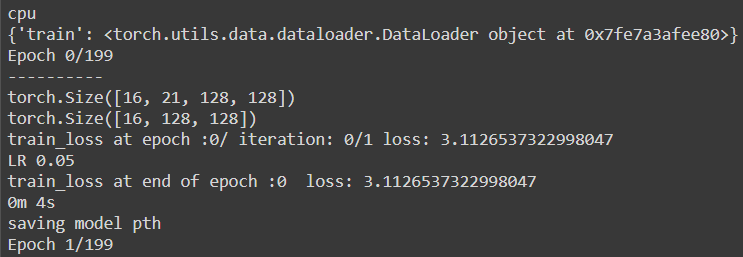 cpu
{'train': <torch.utils.data.dataloader.DataLoader object at 0x7fe7a3afee80>}
Epoch 0/199
----------
torch.Size([16, 21, 128, 128])
torch.Size([16, 128, 128])
train_loss at epoch :0/ iteration: 0/1 loss: 3.1126537322998047
LR 0.05
train_loss at end of epoch :0  loss: 3.1126537322998047
0m 4s
saving model pth
Epoch 1/199